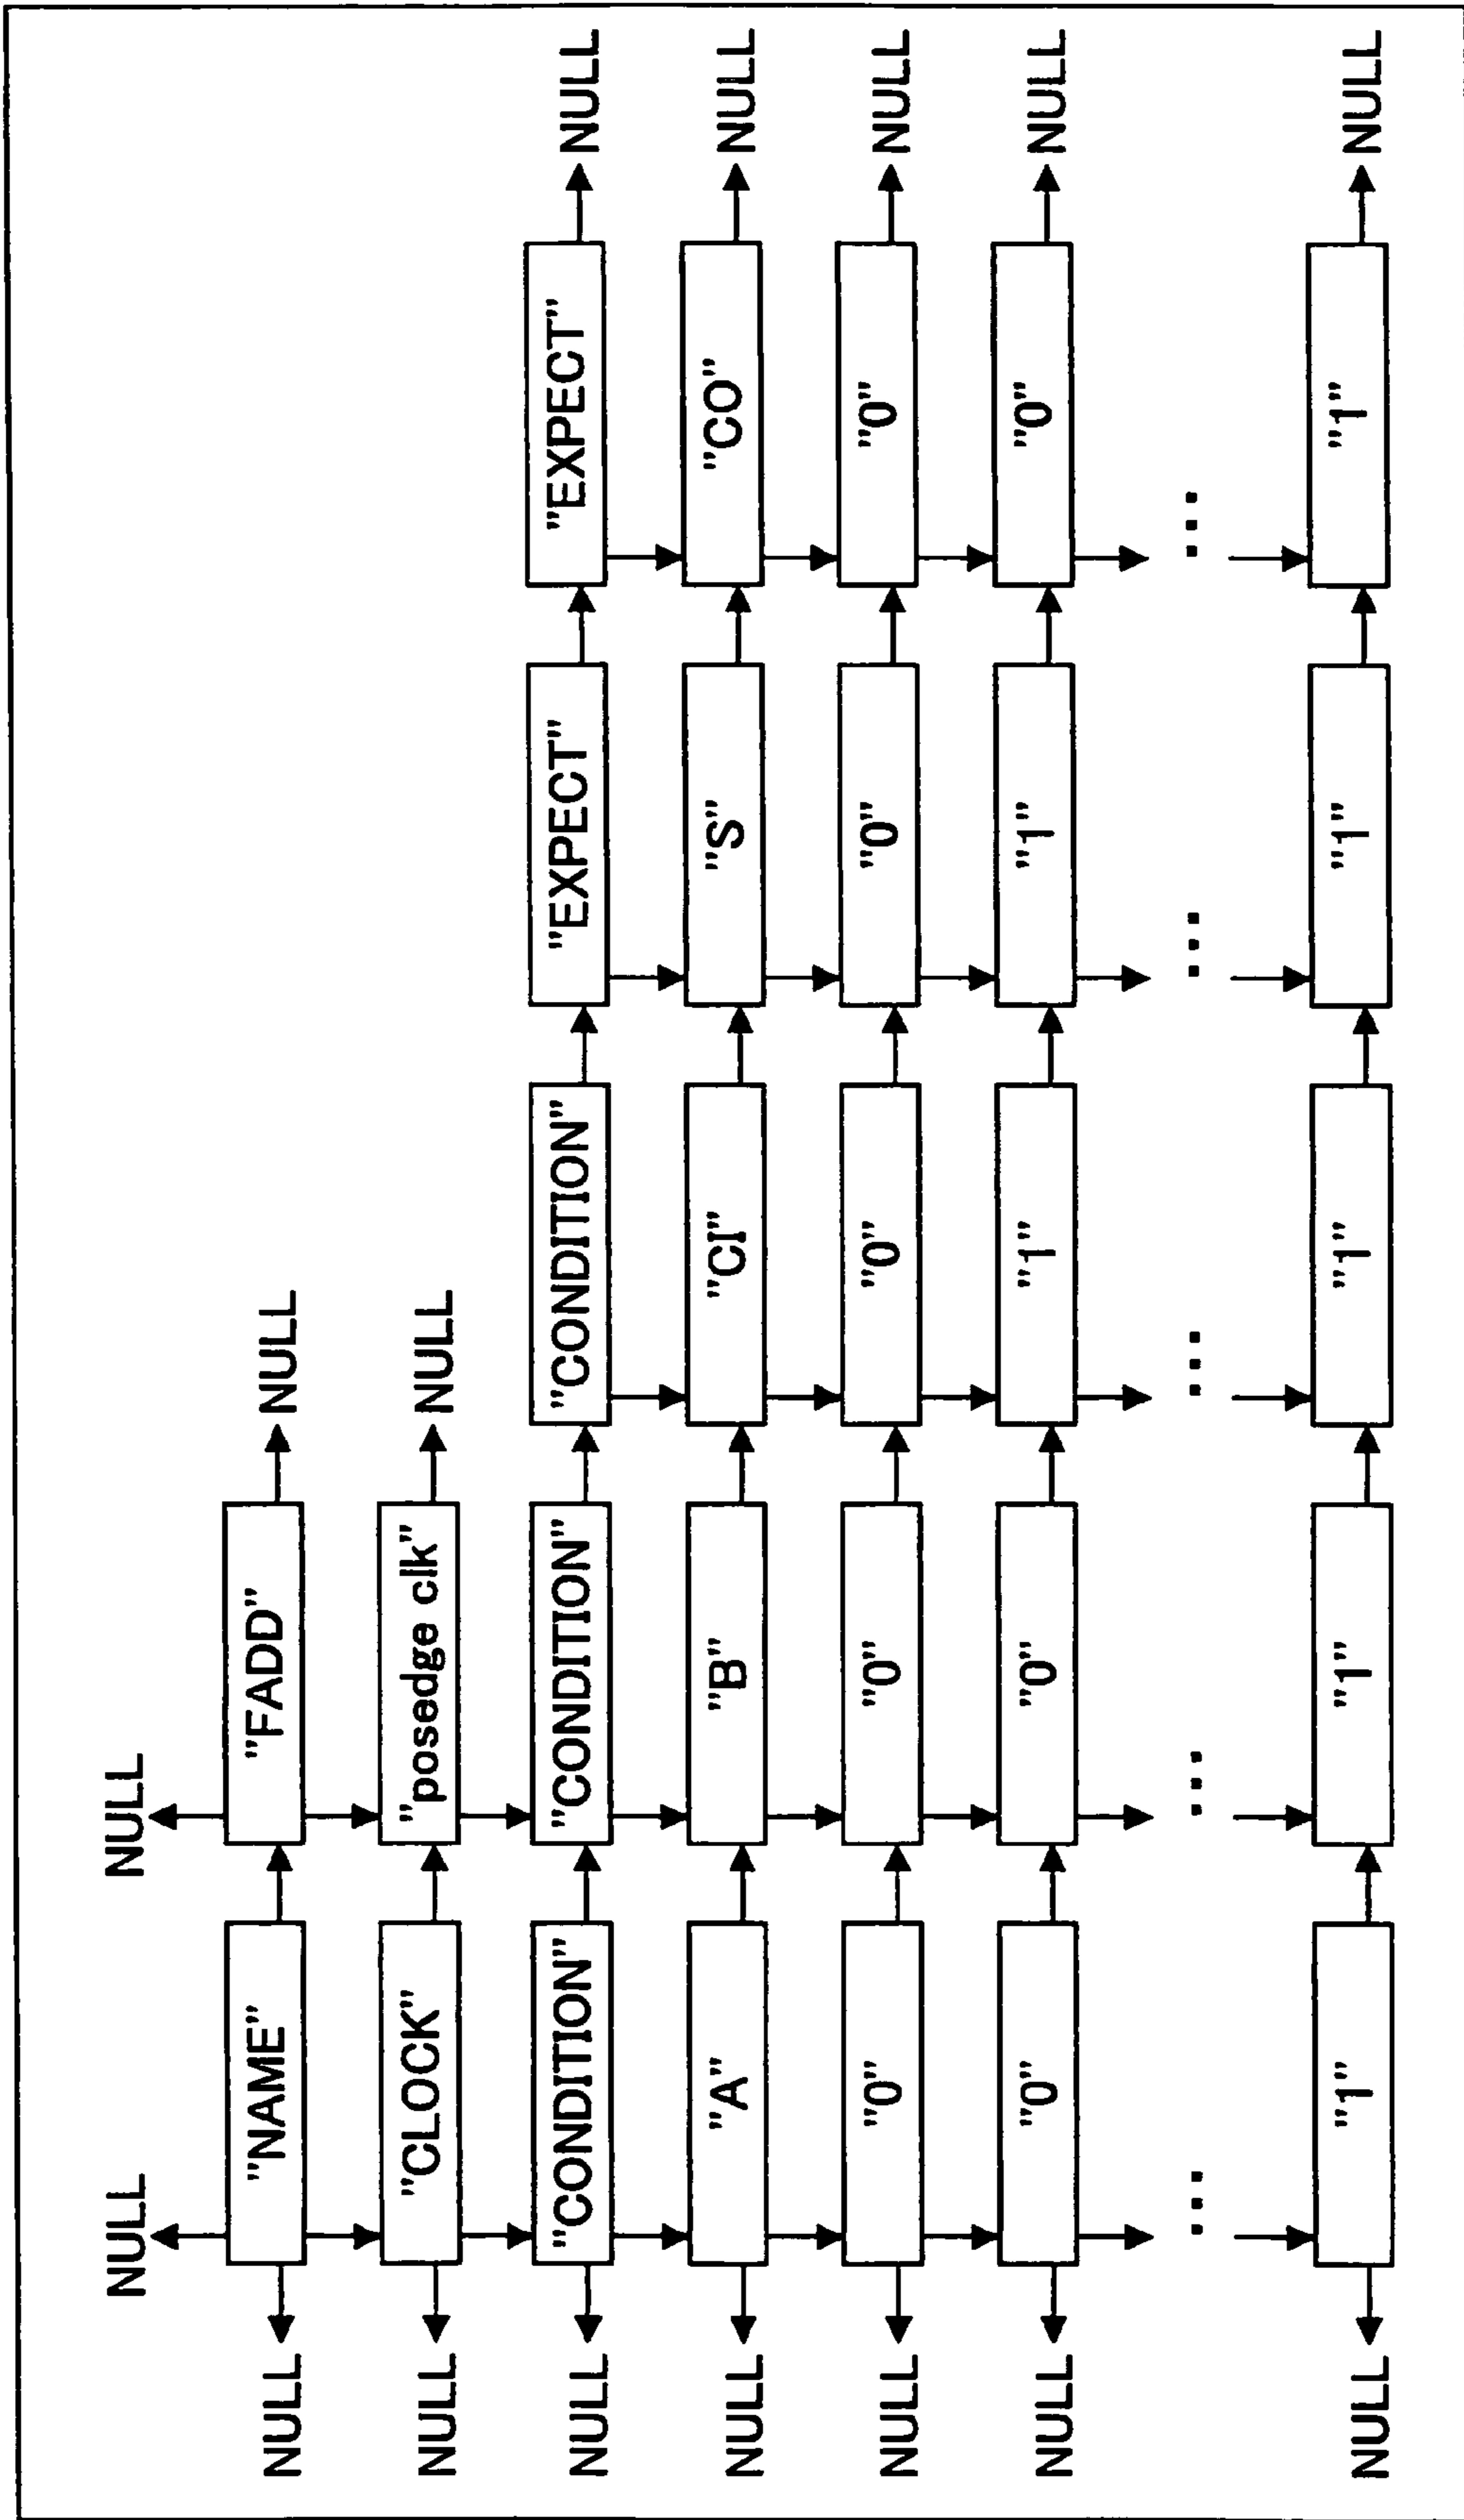 NULL NULL
NULL "NAME" "FADD" NULL
NULL "CLOCK" "posedge clk" NULL
NULL "CONDITION" "CONDITION" "CONDITION" "EXPECT" "EXPECT" NULL
NULL "A" "B" "CI" "S" "CO" NULL
NULL "0" "0" "0" "0" "0" NULL
NULL "0" "0" "1" "1" "0" NULL
... ... ... ... ...
NULL "1" "1" "1" "1" "1" NULL